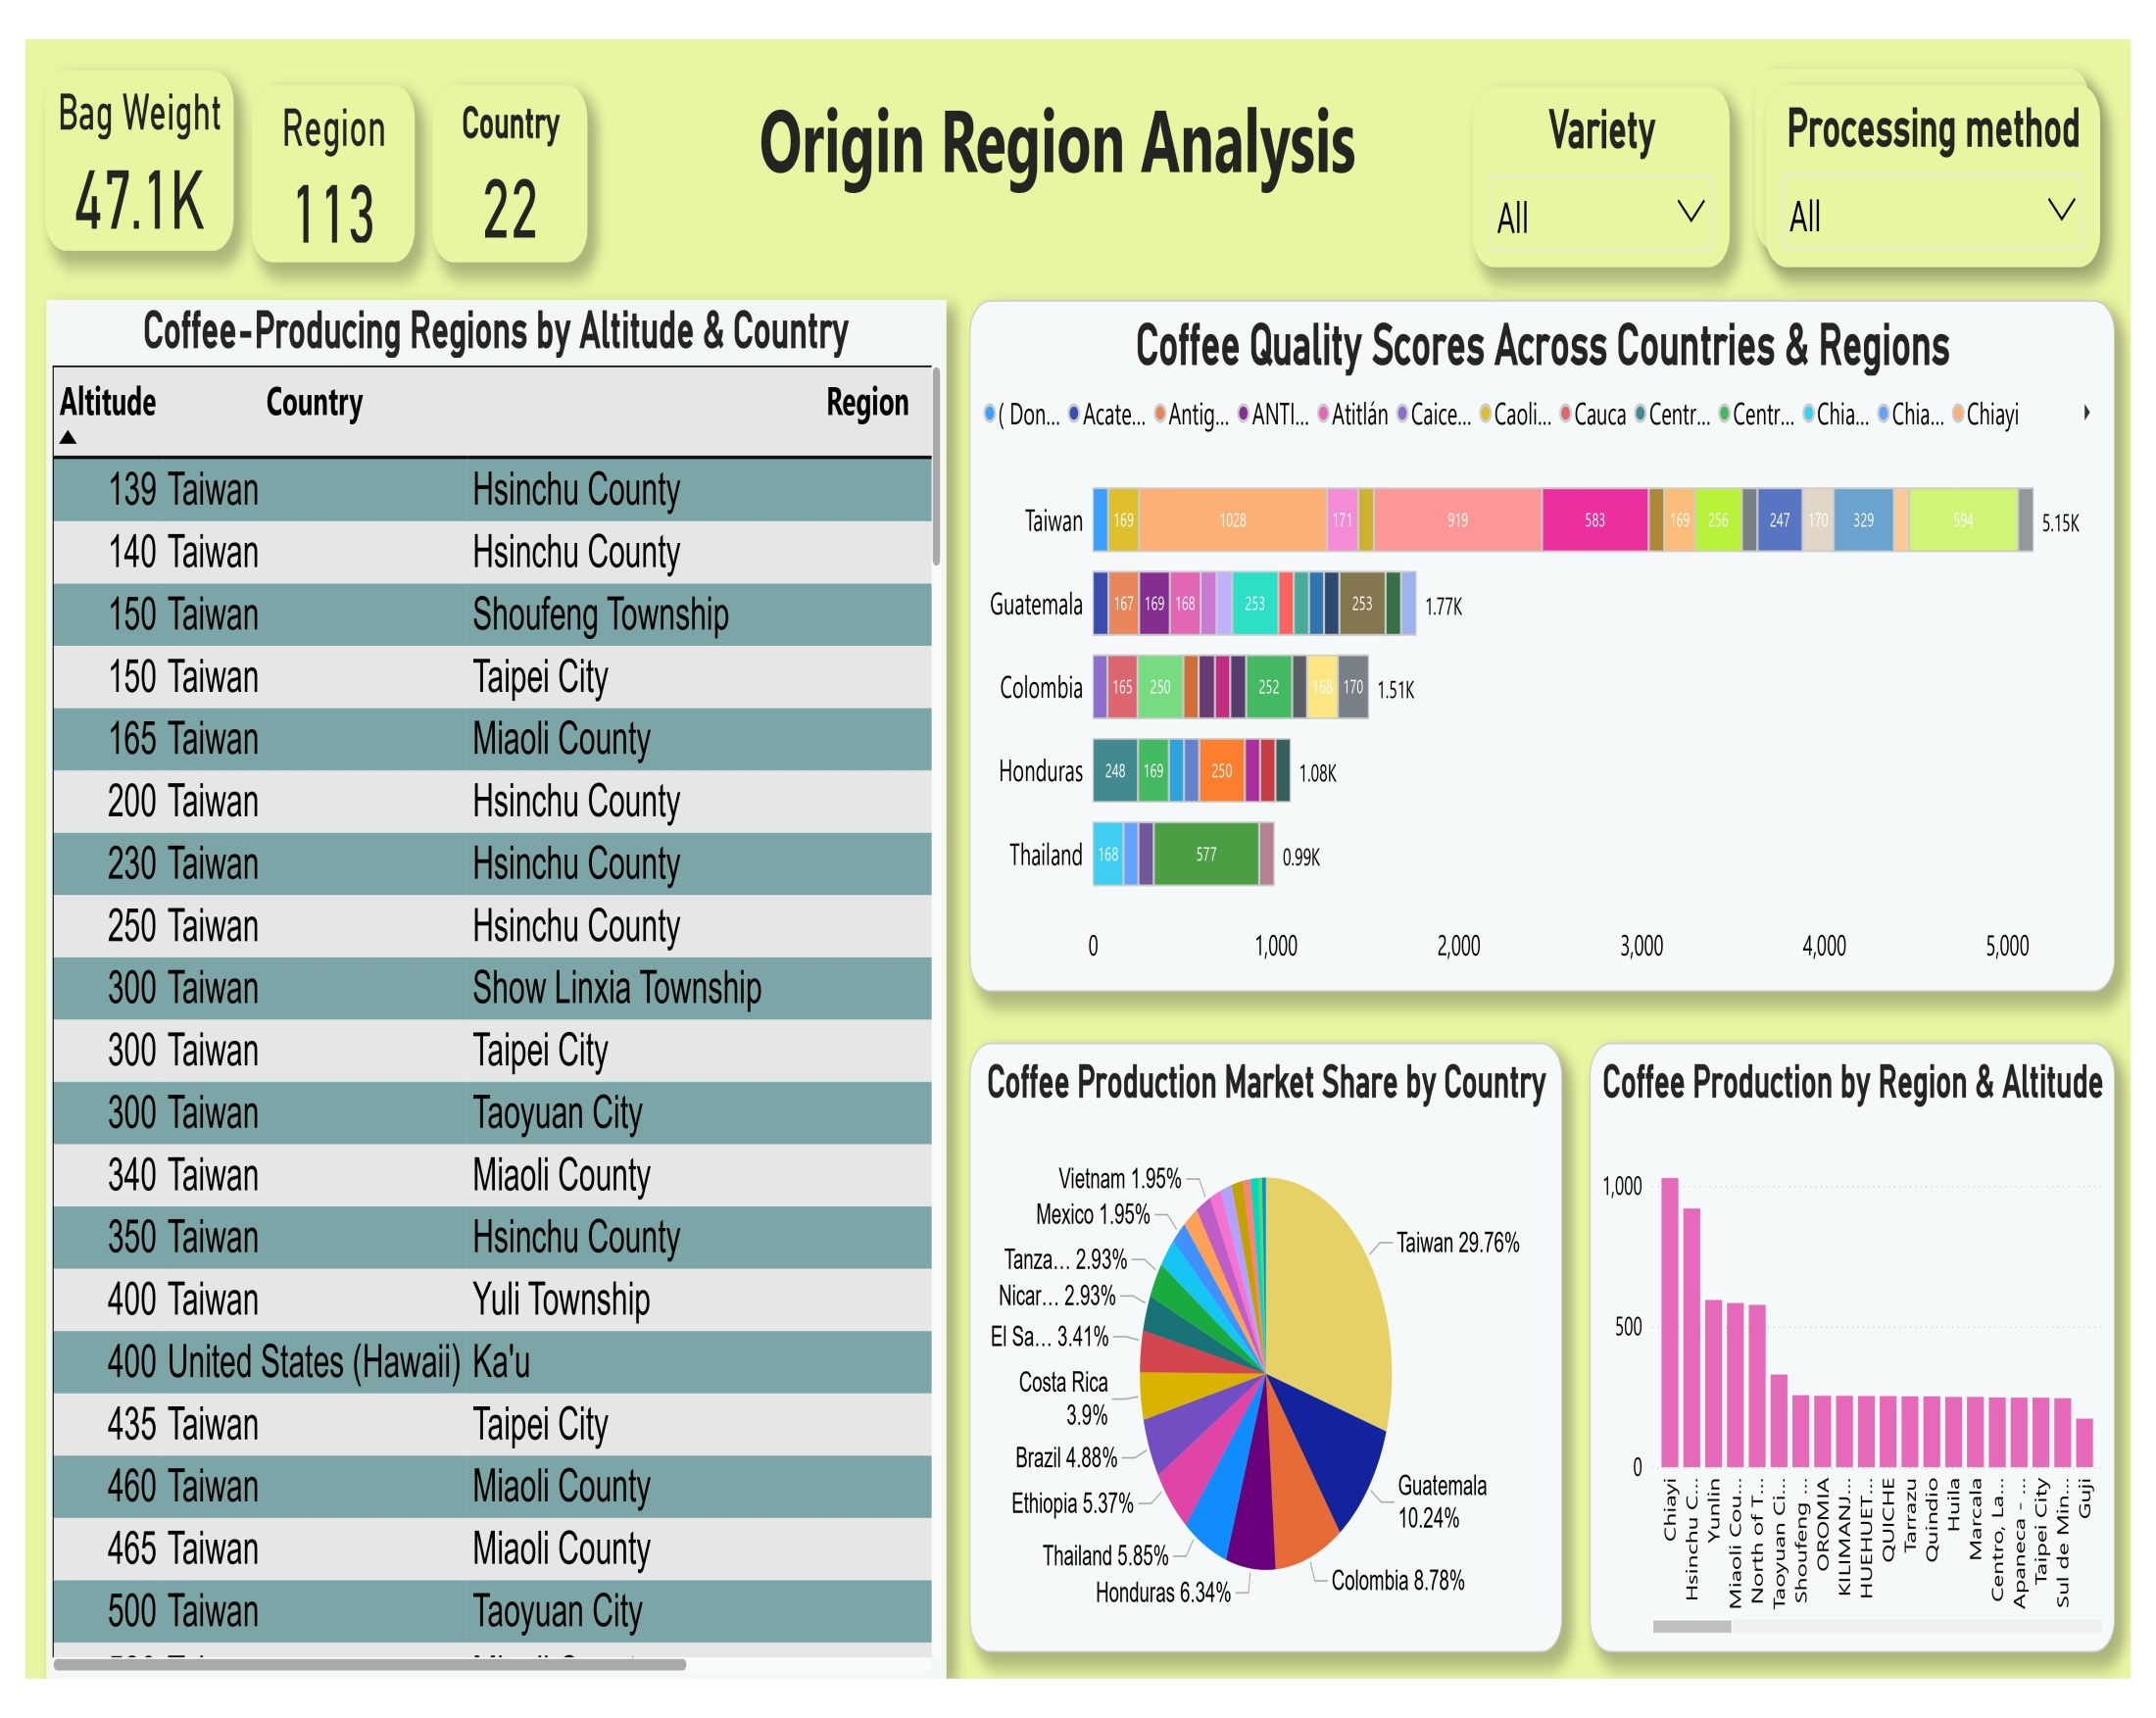 Bag Weight
47.1K
Region
113
Country
22
Origin Region Analysis
Variety
All
Processing method
All
Coffee-Producing Regions by Altitude & Country
Altitude Country Region
139 Taiwan Hsinchu County
140 Taiwan Hsinchu County
150 Taiwan Shoufeng Township
150 Taiwan Taipei City
165 Taiwan Miaoli County
200 Taiwan Hsinchu County
230 Taiwan Hsinchu County
250 Taiwan Hsinchu County
300 Taiwan Show Linxia Township
300 Taiwan Taipei City
300 Taiwan Taoyuan City
340 Taiwan Miaoli County
350 Taiwan Hsinchu County
400 Taiwan Yuli Township
400 United States (Hawaii) Ka'u
435 Taiwan Taipei City
460 Taiwan Miaoli County
465 Taiwan Miaoli County
500 Taiwan Taoyuan City
Coffee Quality Scores Across Countries & Regions
( Don... Acate... Antig... ANTI... Atitlán Caice... Caoli... Cauca Centr... Centr... Chia... Chia... Chiayi
Taiwan 169 1028 171 919 583 169 256 247 170 329 594 5.15K
Guatemala 167 169 168 253 253 1.77K
Colombia 165 250 252 168 170 1.51K
Honduras 248 169 250 1.08K
Thailand 168 577 0.99K
0 1,000 2,000 3,000 4,000 5,000
Coffee Production Market Share by Country
Vietnam 1.95%
Mexico 1.95%
Tanza... 2.93%
Nicar... 2.93%
El Sa... 3.41%
Costa Rica
3.9%
Brazil 4.88%
Ethiopia 5.37%
Thailand 5.85%
Honduras 6.34%
Taiwan 29.76%
Guatemala
10.24%
Colombia 8.78%
Coffee Production by Region & Altitude
1,000
500
0
Chiayi
Hsinchu C...
Yunlin
Miaoli Cou...
North of T...
Taoyuan Ci...
Shoufeng ...
OROMIA
KILIMANJ...
HUEHUET...
QUICHE
Tarrazu
Quindio
Huila
Marcala
Centro, La...
Apaneca - ...
Taipei City
Sul de Min...
Guji